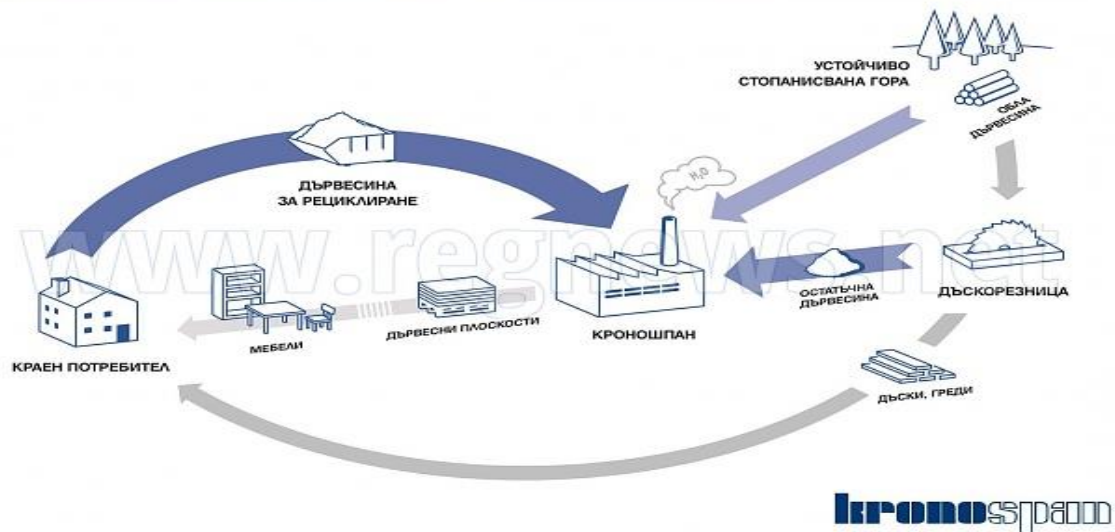 УСТОЙЧИВО
СТОПАНИСВАНА ГОРА
ОБЛА
ДЪРВЕСИНА
ДЪРВЕСИНА
ЗА РЕЦИКЛИРАНЕ
H₂O
www.regnews.net
ОСТАТЪЧНА
ДЪРВЕСИНА
ДЪСКОРЕЗНИЦА
ДЪРВЕСНИ ПЛОСКОСТИ
КРОНОШПАН
МЕБЕЛИ
КРАЕН ПОТРЕБИТЕЛ
ДЪСКИ, ГРЕДИ
kronospan